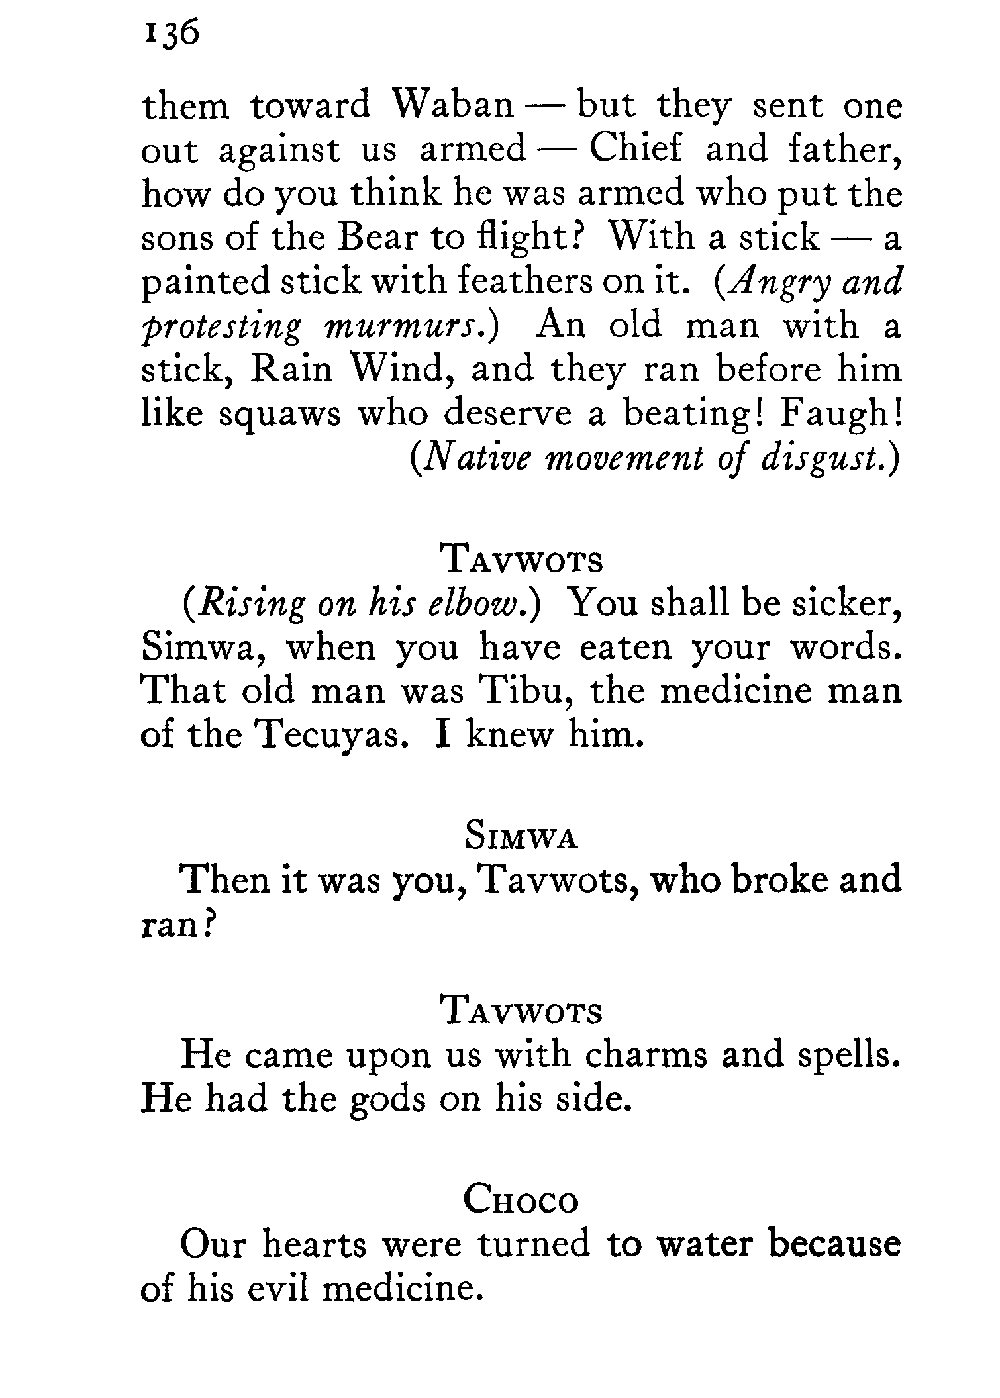 136
them toward Waban — but they sent one
out against us armed — Chief and father,
how do you think he was armed who put the
sons of the Bear to flight? With a stick — a
painted stick with feathers on it. (Angry and
protesting murmurs.) An old man with a
stick, Rain Wind, and they ran before him
like squaws who deserve a beating! Faugh!
(Native movement of disgust.)
Tavwots
(Rising on his elbow.) You shall be sicker,
Simwa, when you have eaten your words.
That old man was Tibu, the medicine man
of the Tecuyas. I knew him.
Simwa
Then it was you, Tavwots, who broke and
ran?
Tavwots
He came upon us with charms and spells.
He had the gods on his side.
Choco
Our hearts were turned to water because
of his evil medicine.